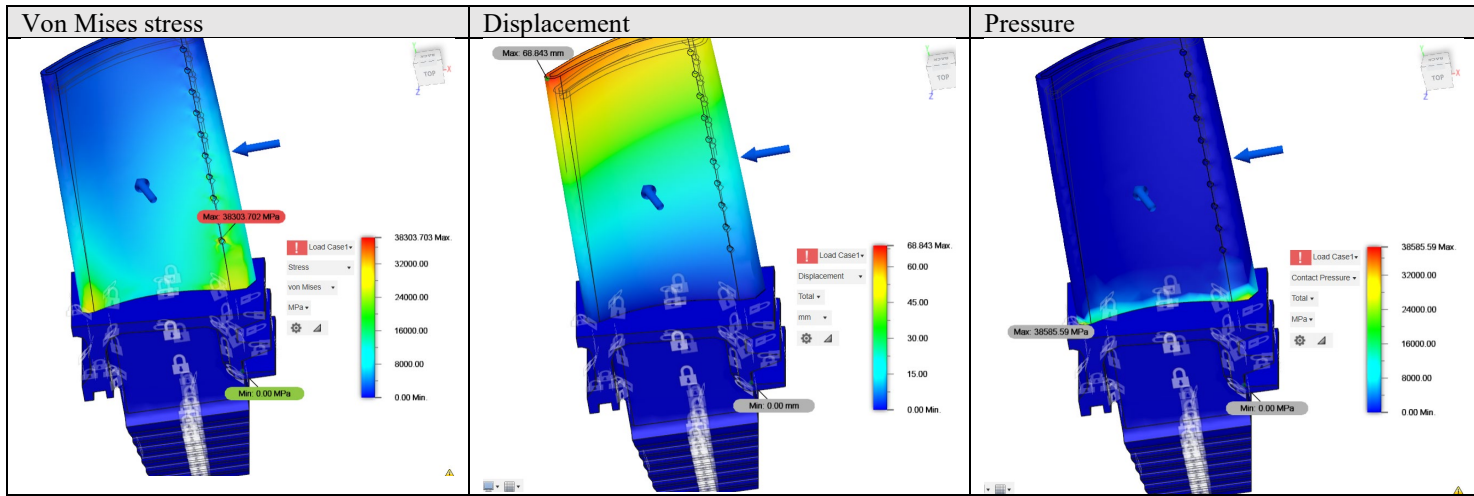 Von Mises stress
Displacement
Pressure
TOP
X
Z
Max: 38303.702 MPa
Load Case1
Stress
von Mises
MPa
38303.703 Max.
32000.00
24000.00
16000.00
8000.00
0.00 Min.
Min: 0.00 MPa
Max: 68.843 mm
TOP
X
Z
Load Case1
Displacement
Total
mm
68.843 Max.
60.00
45.00
30.00
15.00
0.00 Min.
Min: 0.00 mm
TOP
X
Z
Max: 38585.59 MPa
Load Case1
Contact Pressure
Total
MPa
38585.59 Max.
32000.00
24000.00
16000.00
8000.00
0.00 Min.
Min: 0.00 MPa